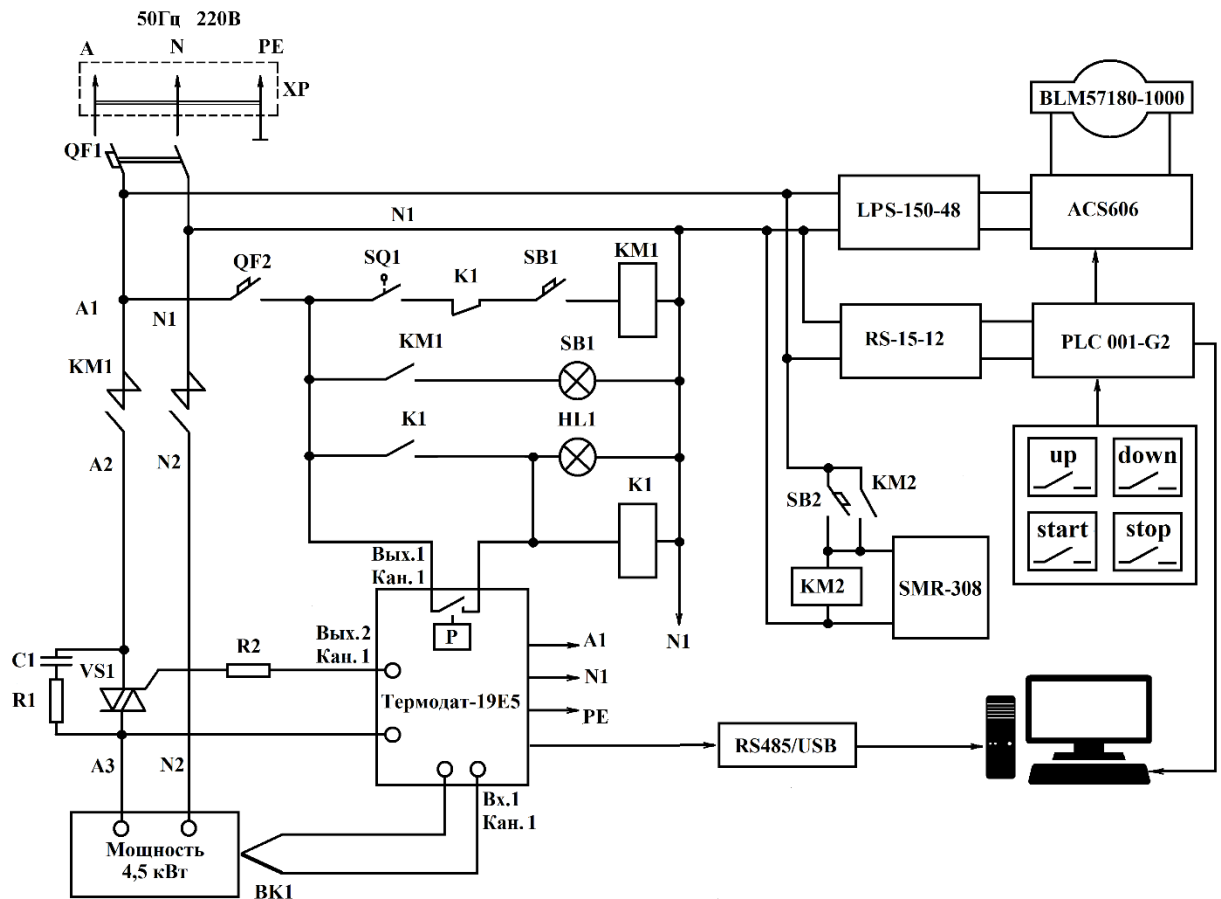 50Гц 220В
A N PE
XP
QF1
BLM57180-1000
LPS-150-48
ACS606
N1
QF2
SQ1
K1
SB1
KM1
A1
N1
RS-15-12
PLC 001-G2
KM1
KM1
SB1
K1
HL1
A2
N2
up
down
SB2
KM2
K1
start
stop
Вых.1
Кан. 1
KM2
SMR-308
P
N1
Вых.2
Кан. 1
R2
A1
C1
VS1
N1
R1
Термодат-19Е5
PE
RS485/USB
A3
N2
Вх.1
Кан. 1
Мощность
4,5 кВт
BK1